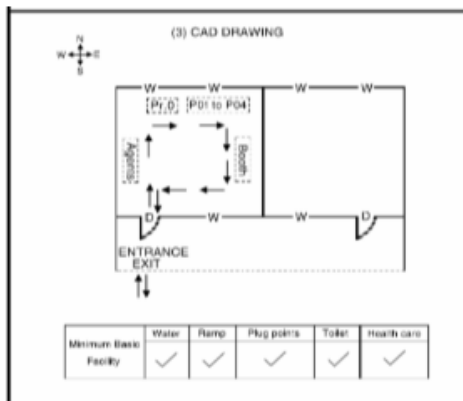 (3) CAD DRAWING
N
W E
S
W W W W
Pr.0 P01 to P04
Agents
Booth
D W W D
ENTRANCE
EXIT
Minimum Basic Facility Water Ramp Plug points Toilet Health care
✓ ✓ ✓ ✓ ✓